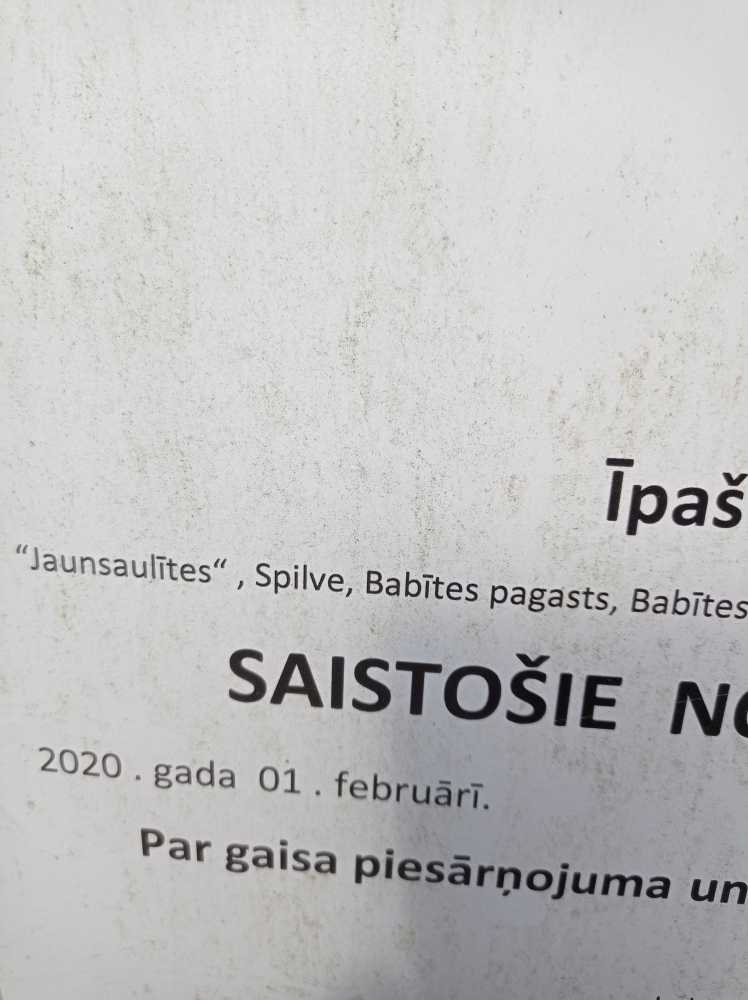 Īpaš
“Jaunsaulītes“ , Spilve, Babītes pagasts, Babītes
SAISTOŠIE
2020 . gada 01 . februārī.
Par gaisa piesārņojuma un